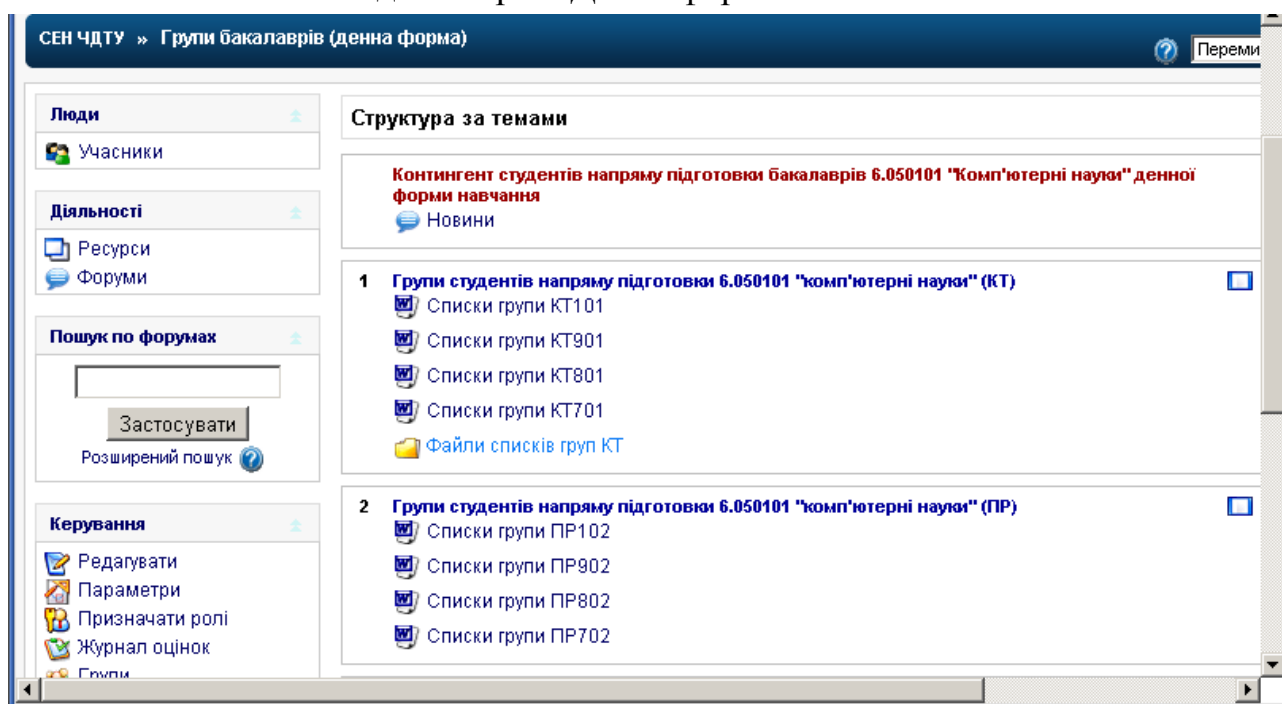 СЕН ЧДТУ » Групи бакалаврів (денна форма)
Люди
Учасники
Діяльності
Ресурси
Форуми
Пошук по форумах
Застосувати
Розширений пошук
Керування
Редагувати
Параметри
Призначати ролі
Журнал оцінок
Групи
Структура за темами
Контингент студентів напряму підготовки бакалаврів 6.050101 "Комп'ютерні науки" денної
форми навчання
Новини
1 Групи студентів напряму підготовки 6.050101 "комп'ютерні науки" (КТ)
Списки групи КТ101
Списки групи КТ901
Списки групи КТ801
Списки групи КТ701
Файли списків груп КТ
2 Групи студентів напряму підготовки 6.050101 "комп'ютерні науки" (ПР)
Списки групи ПР102
Списки групи ПР902
Списки групи ПР802
Списки групи ПР702